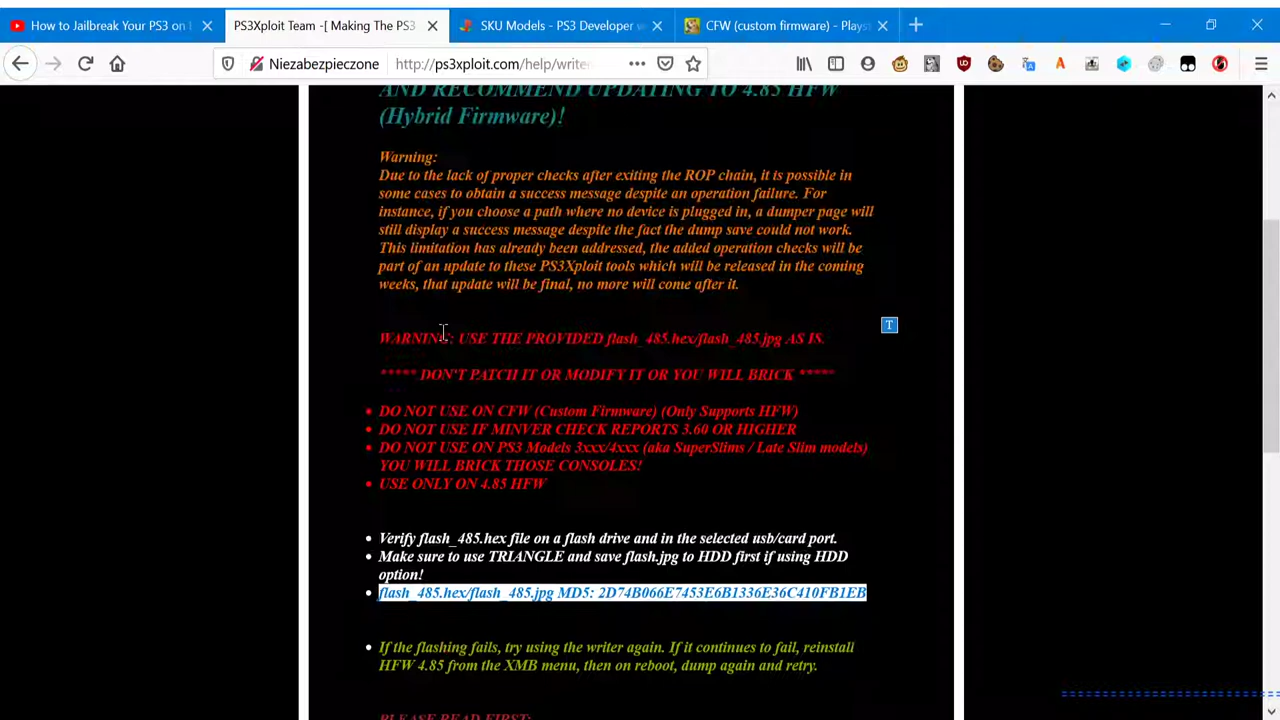 How to Jailbreak Your PS3 on
PS3Xploit Team -[ Making The PS3
SKU Models - PS3 Developer w
CFW (custom firmware) - Playst
Niezabezpieczone
http://ps3xploit.com/help/write
AND RECOMMEND UPDATING TO 4.85 HFW
(Hybrid Firmware)!
Warning:
Due to the lack of proper checks after exiting the ROP chain, it is possible in
some cases to obtain a success message despite an operation failure. For
instance, if you choose a path where no device is plugged in, a dumper page will
still display a success message despite the fact the dump save could not work.
This limitation has already been addressed, the added operation checks will be
part of an update to these PS3Xploit tools which will be released in the coming
weeks, that update will be final, no more will come after it.
WARNING: USE THE PROVIDED flash_485.hex/flash_485.jpg AS IS.
T
***** DON'T PATCH IT OR MODIFY IT OR YOU WILL BRICK *****
DO NOT USE ON CFW (Custom Firmware) (Only Supports HFW)
DO NOT USE IF MINVER CHECK REPORTS 3.60 OR HIGHER
DO NOT USE ON PS3 Models 3xxx/4xxx (aka SuperSlims / Late Slim models)
YOU WILL BRICK THOSE CONSOLES!
USE ONLY ON 4.85 HFW
Verify flash_485.hex file on a flash drive and in the selected usb/card port.
Make sure to use TRIANGLE and save flash.jpg to HDD first if using HDD
option!
flash_485.hex/flash_485.jpg MD5: 2D74B066E7453E6B1336E36C410FB1EB
If the flashing fails, try using the writer again. If it continues to fail, reinstall
HFW 4.85 from the XMB menu, then on reboot, dump again and retry.
PLEASE READ FIRST: